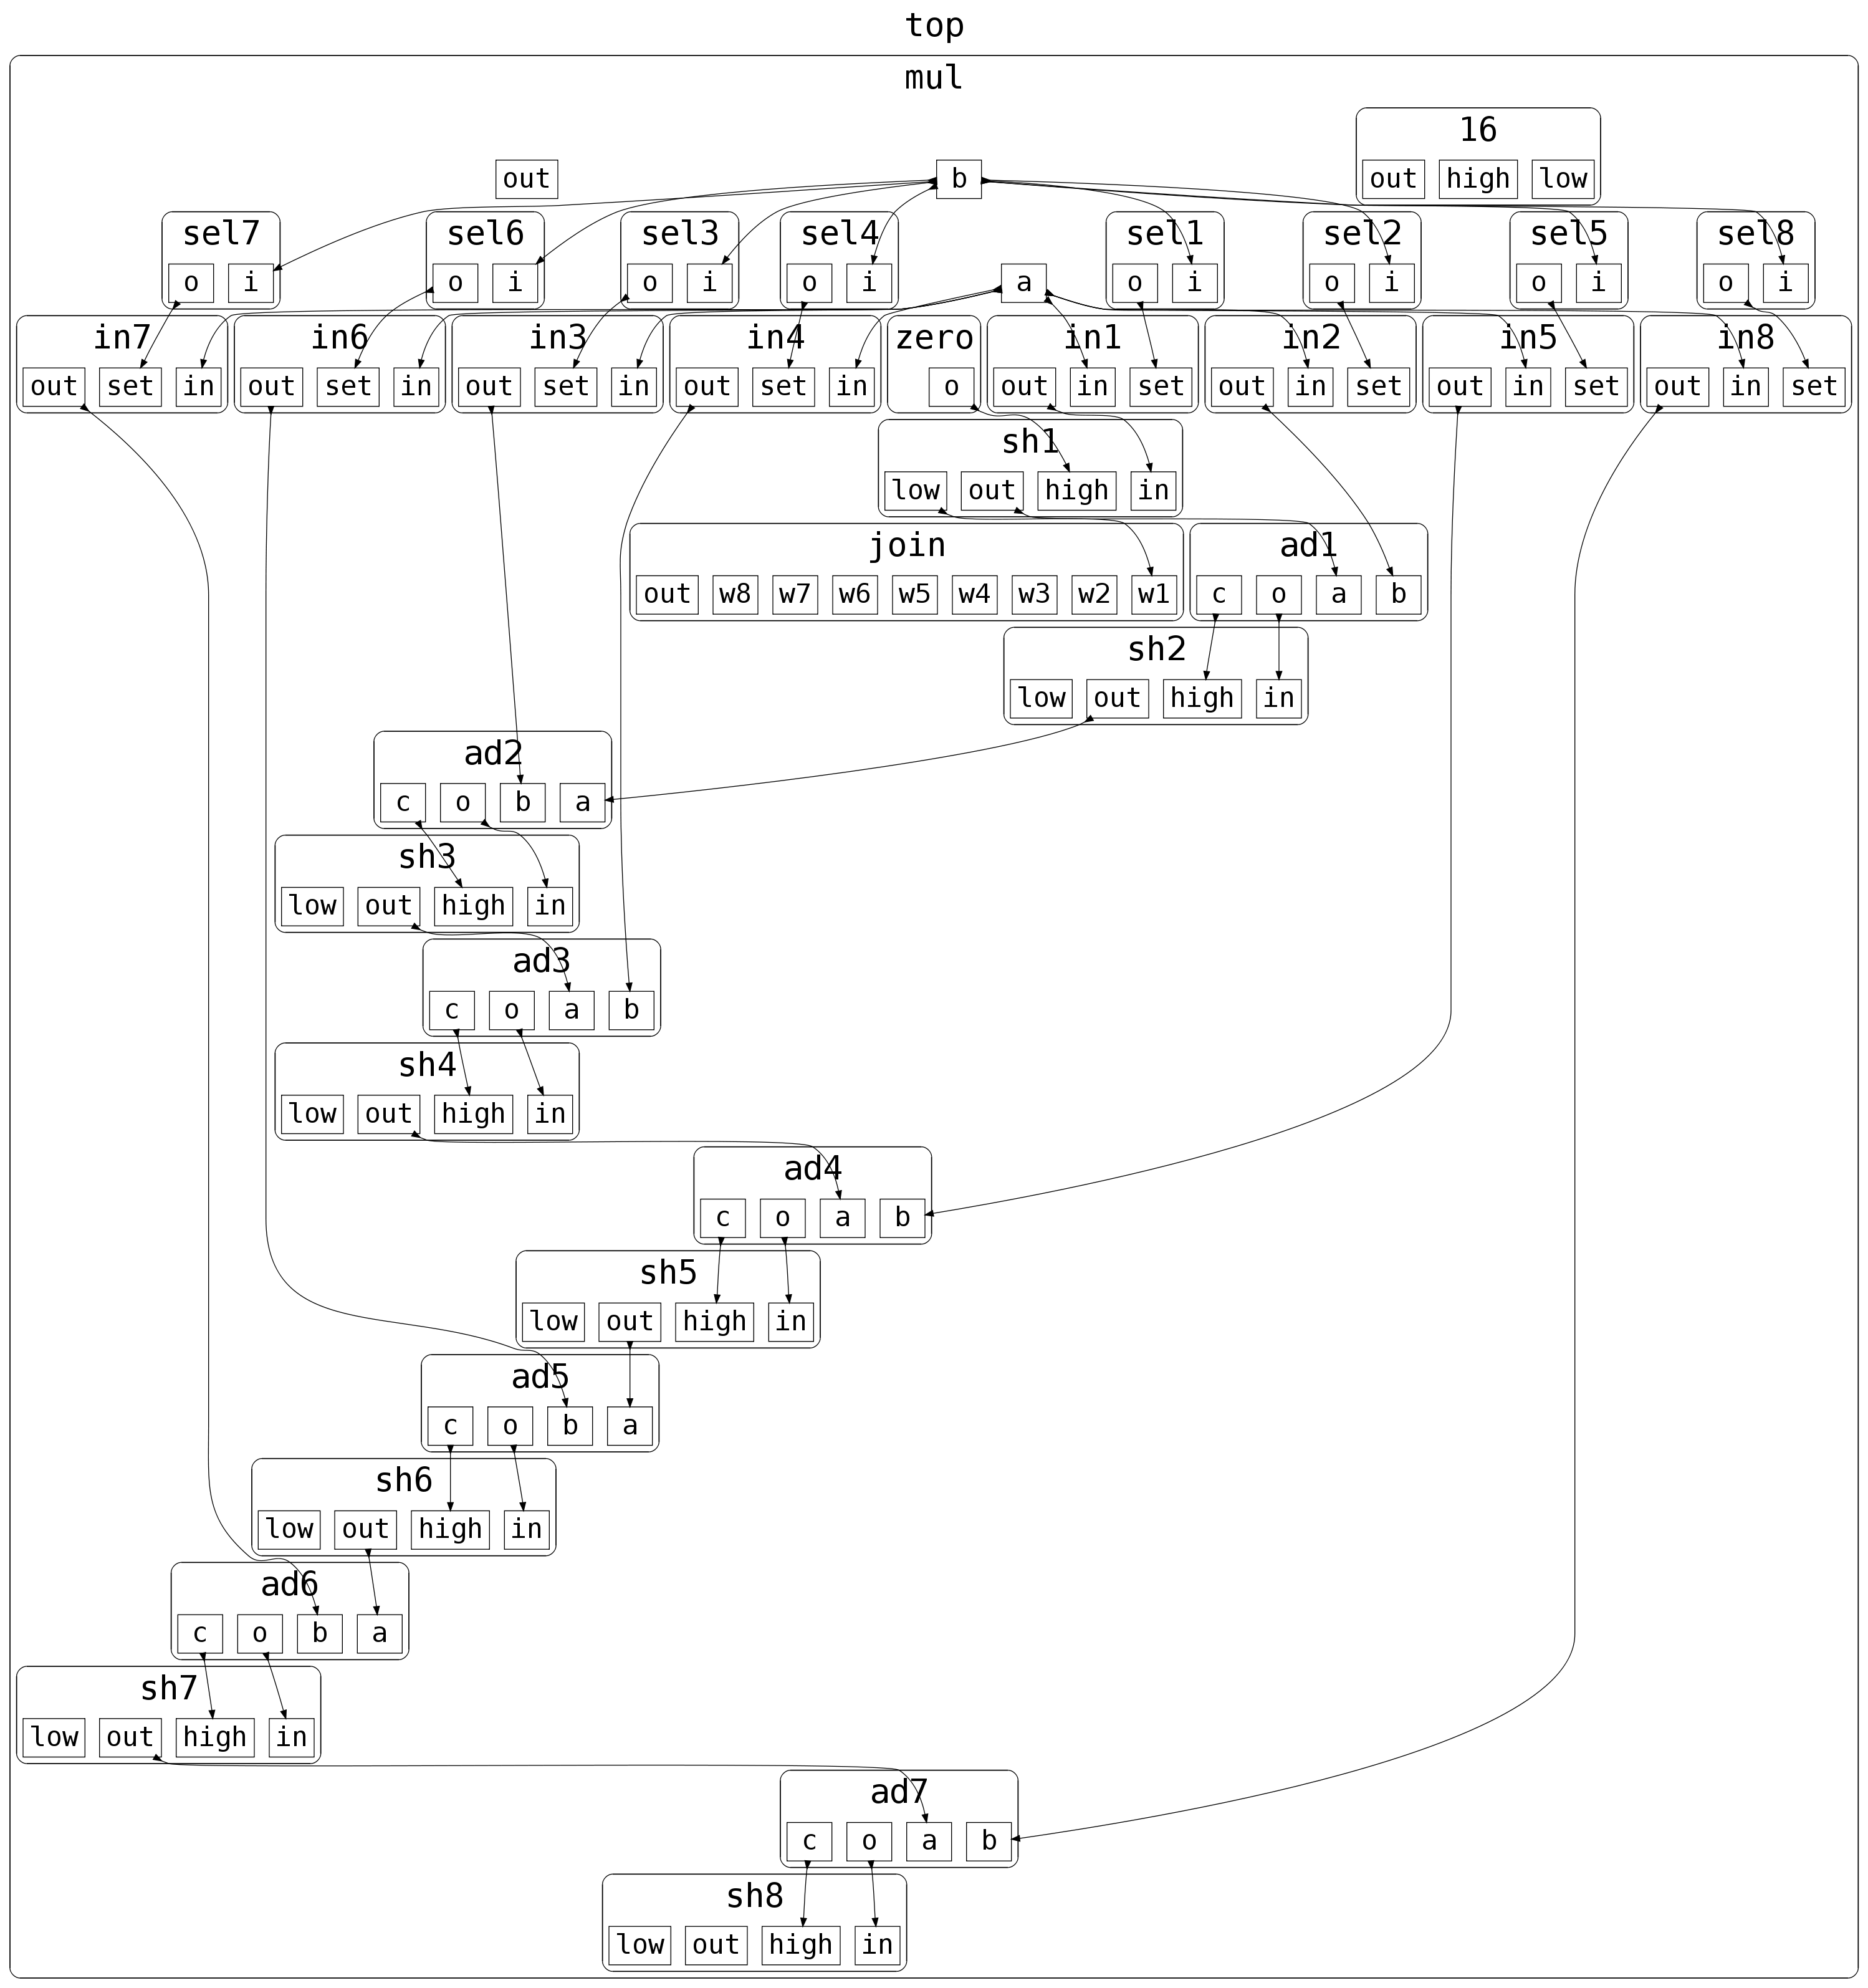 top
mul
16
out b out high low
sel7 sel6 sel3 sel4 sel1 sel2 sel5 sel8
o i o i o i o i a o i o i o i o i
in7 in6 in3 in4 zero in1 in2 in5 in8
out set in out set in out set in out set in o out in set out in set out in set out in set
sh1
low out high in
join ad1
out w8 w7 w6 w5 w4 w3 w2 w1 c o a b
sh2
low out high in
ad2
c o b a
sh3
low out high in
ad3
c o a b
sh4
low out high in
ad4
c o a b
sh5
low out high in
ad5
c o b a
sh6
low out high in
ad6
c o b a
sh7
low out high in
ad7
c o a b
sh8
low out high in